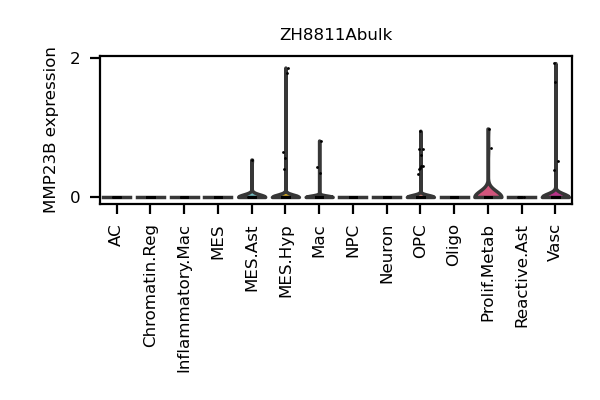 ZH8811Abulk
MMP23B expression
2
0
AC
Chromatin.Reg
Inflammatory.Mac
MES
MES.Ast
MES.Hyp
Mac
NPC
Neuron
OPC
Oligo
Prolif.Metab
Reactive.Ast
Vasc